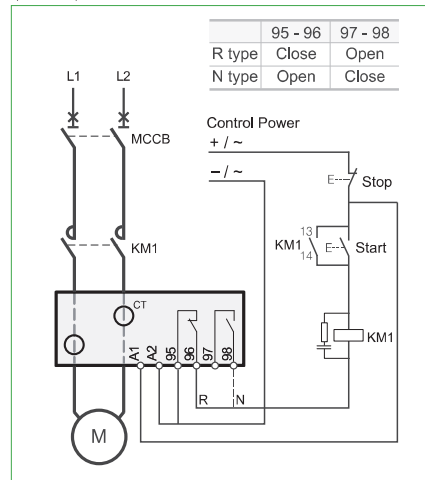 95 - 96 97 - 98
R type Close Open
N type Open Close
L1 L2
MCCB
Control Power
+ / ~
− / ~
E Stop
13
KM1 E Start
14
KM1
CT
KM1
A1 A2 95 96 97 98
R N
M